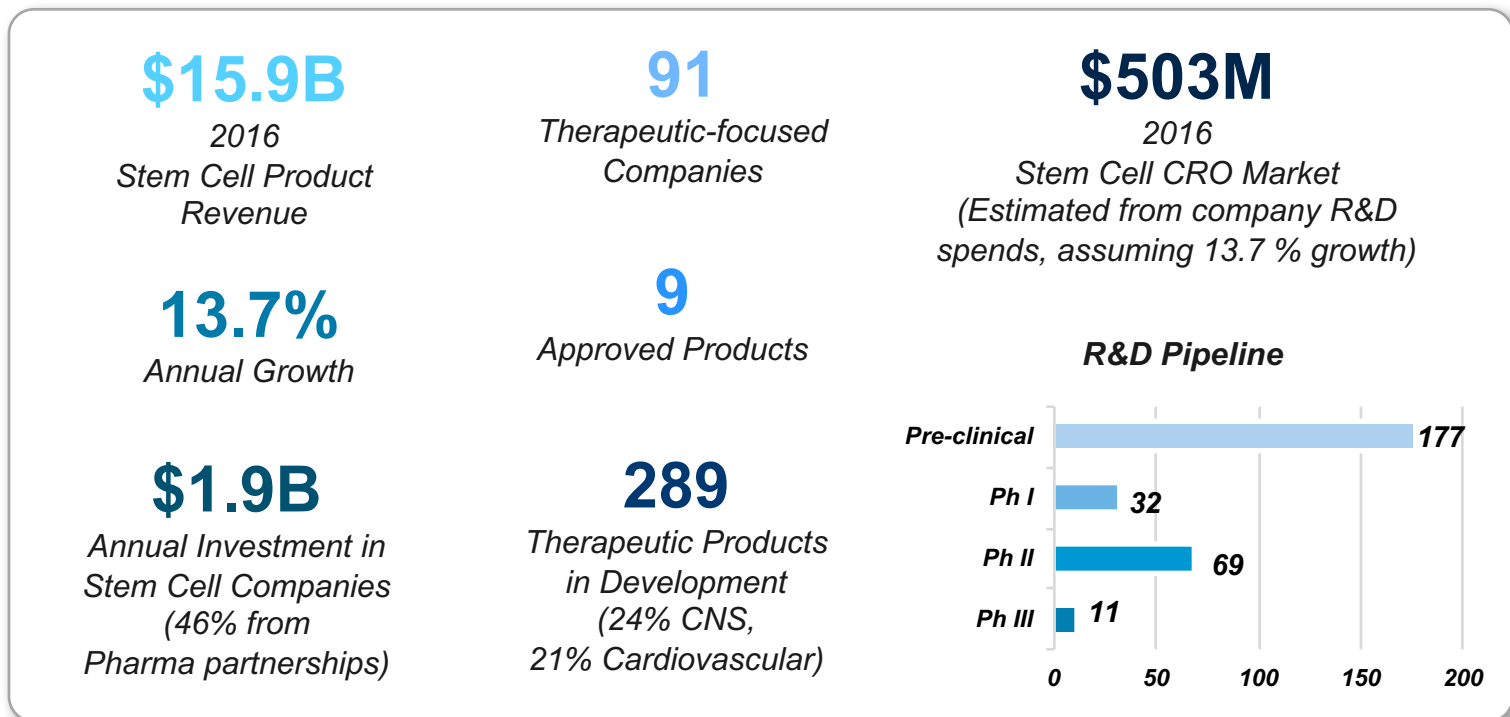 $15.9B
2016
Stem Cell Product
Revenue
13.7%
Annual Growth
$1.9B
Annual Investment in
Stem Cell Companies
(46% from
Pharma partnerships)
91
Therapeutic-focused
Companies
9
Approved Products
289
Therapeutic Products
in Development
(24% CNS,
21% Cardiovascular)
$503M
2016
Stem Cell CRO Market
(Estimated from company R&D
spends, assuming 13.7 % growth)
R&D Pipeline
Pre-clinical 177
Ph I 32
Ph II 69
Ph III 11
0 50 100 150 200